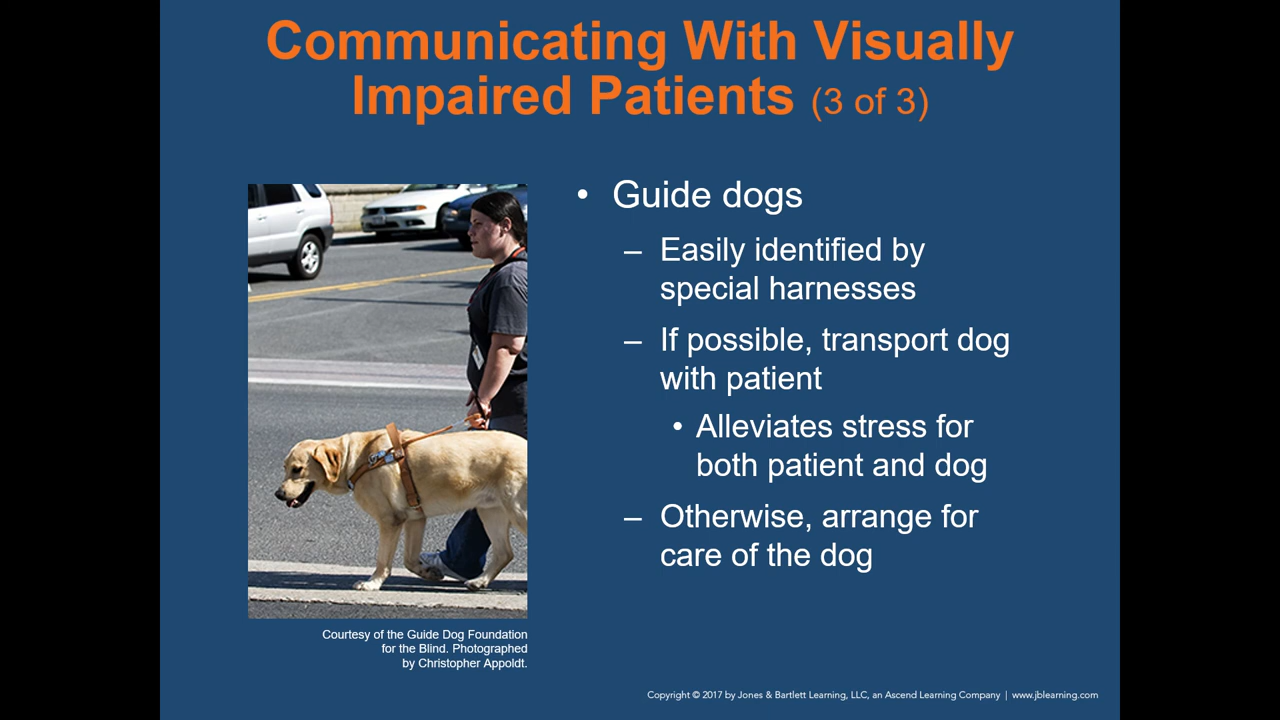 Communicating With Visually
Impaired Patients (3 of 3)
• Guide dogs
– Easily identified by
special harnesses
– If possible, transport dog
with patient
• Alleviates stress for
both patient and dog
– Otherwise, arrange for
care of the dog
Courtesy of the Guide Dog Foundation
for the Blind. Photographed
by Christopher Appoldt.
Copyright © 2017 by Jones & Bartlett Learning, LLC, an Ascend Learning Company | www.jblearning.com